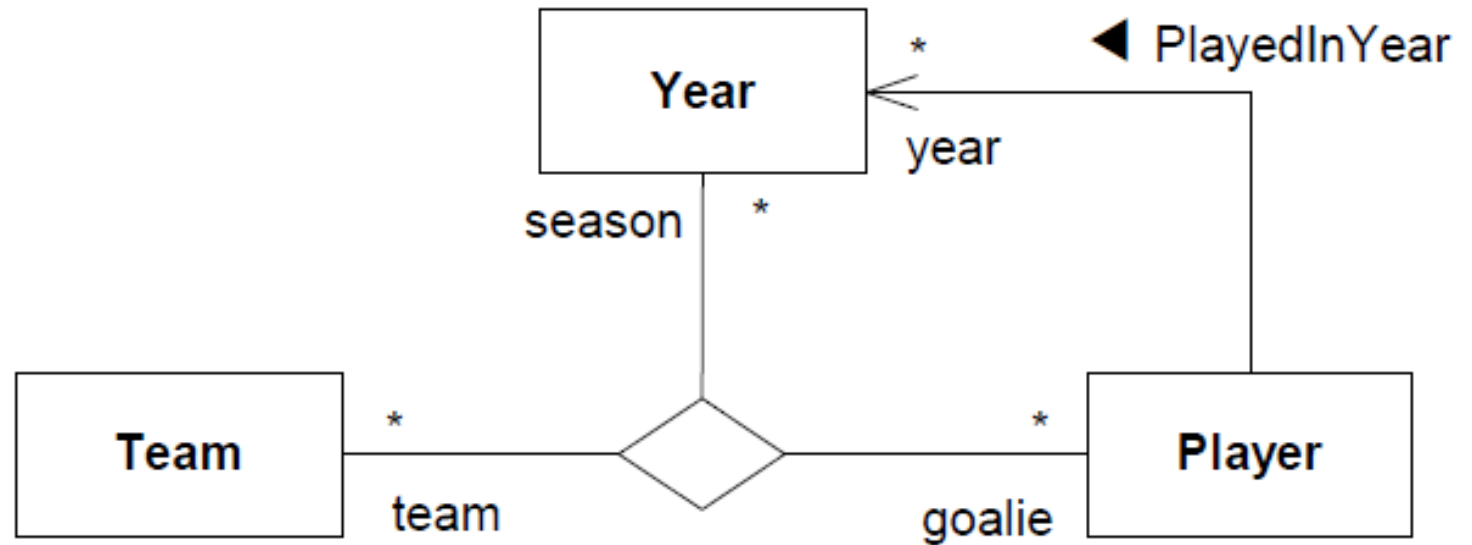 * ◀ PlayedInYear
Year
year
season *
* *
Team Player
team goalie